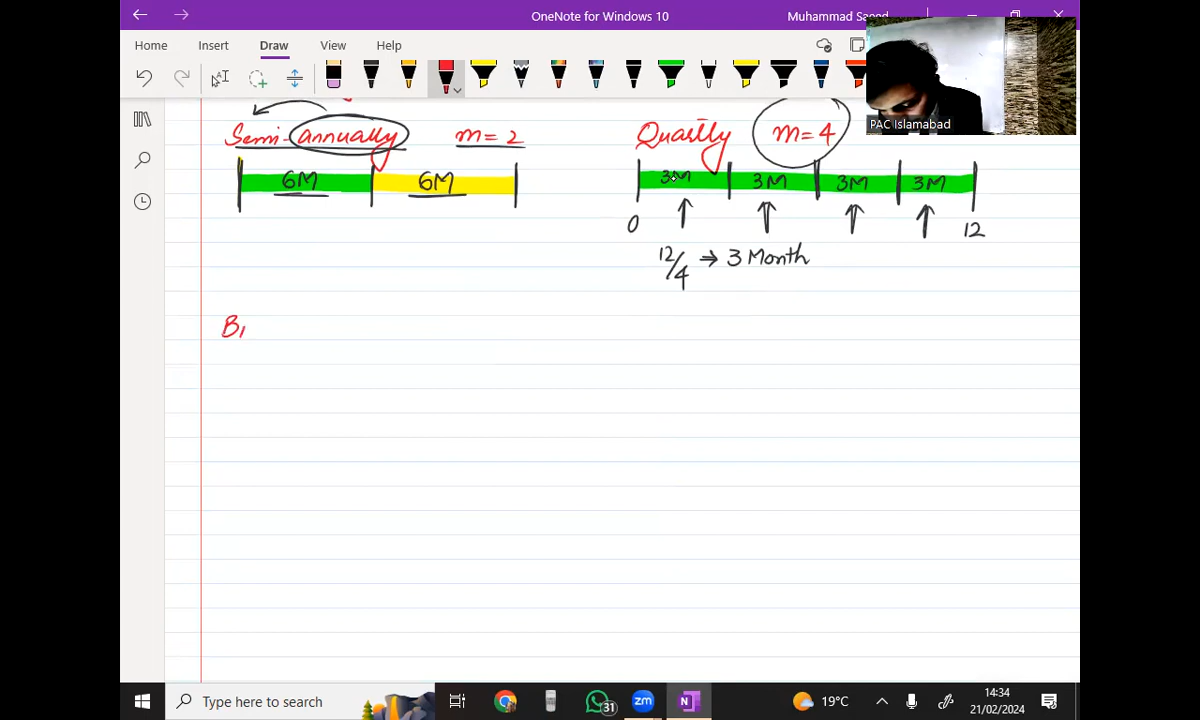 OneNote for Windows 10
Muhammad Saeed
Home Insert Draw View Help
PAC Islamabad
Semi-annually m = 2
Quartly m = 4
6M 6M
3M 3M 3M 3M
0 12
12/4 → 3 Month
B,
Type here to search
31
zm
N
19°C
14:34
21/02/2024